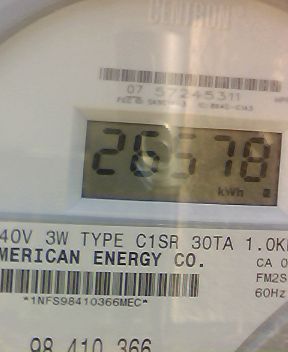 CENTRON
07 57245311
26578
kWh
40V 3W TYPE C1SR 30TA 1.0K
MERICAN ENERGY CO.
CA 0
FM2S
60Hz
*1NFS98410366MEC*
98 410 366